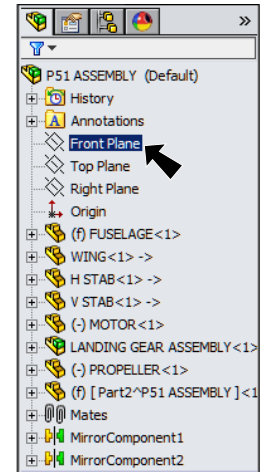 »
P51 ASSEMBLY (Default)
History
A Annotations
Front Plane
Top Plane
Right Plane
Origin
(f) FUSELAGE<1>
WING<1> ->
H STAB<1> ->
V STAB<1> ->
(-) MOTOR<1>
LANDING GEAR ASSEMBLY<1>
(-) PROPELLER<1>
(f) [ Part2^P51 ASSEMBLY ]<1
Mates
MirrorComponent1
MirrorComponent2